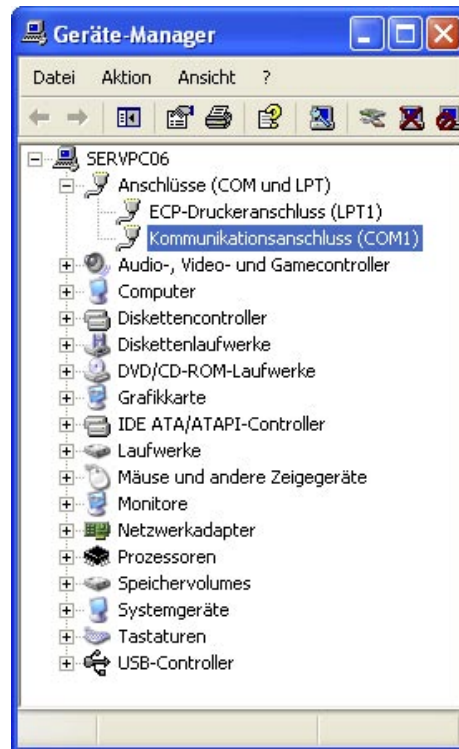 Geräte-Manager
Datei Aktion Ansicht ?
SERVPC06
Anschlüsse (COM und LPT)
ECP-Druckeranschluss (LPT1)
Kommunikationsanschluss (COM1)
Audio-, Video- und Gamecontroller
Computer
Diskettencontroller
Diskettenlaufwerke
DVD/CD-ROM-Laufwerke
Grafikkarte
IDE ATA/ATAPI-Controller
Laufwerke
Mäuse und andere Zeigegeräte
Monitore
Netzwerkadapter
Prozessoren
Speichervolumes
Systemgeräte
Tastaturen
USB-Controller